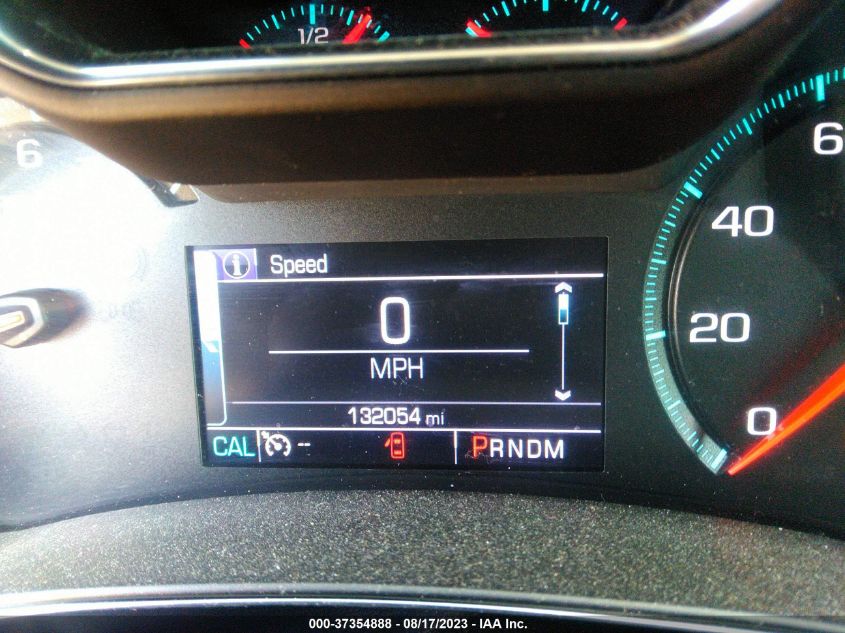 1/2
6
6
Speed
40
0
20
MPH
132054 mi
0
CAL -- PRNDM
000-37354888 - 08/17/2023 - IAA Inc.